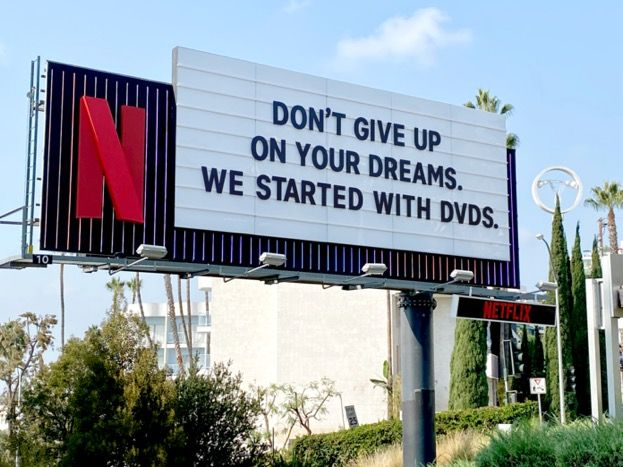 N
DON'T GIVE UP
ON YOUR DREAMS.
WE STARTED WITH DVDS.
10
NETFLIX